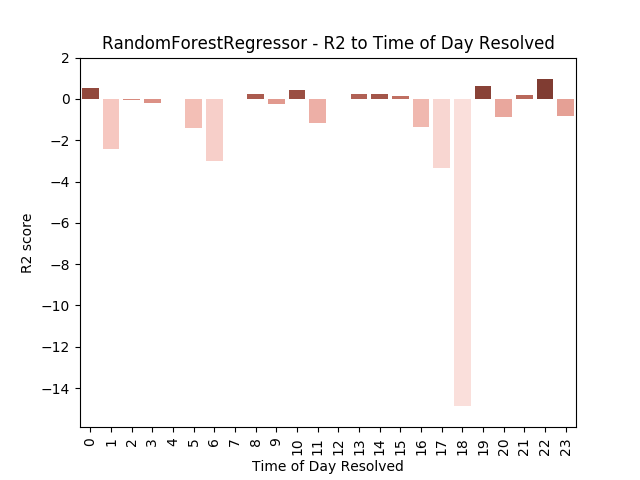 RandomForestRegressor - R2 to Time of Day Resolved
2
0
−2
−4
−6
−8
−10
−12
−14
R2 score
0 1 2 3 4 5 6 7 8 9 10 11 12 13 14 15 16 17 18 19 20 21 22 23
Time of Day Resolved